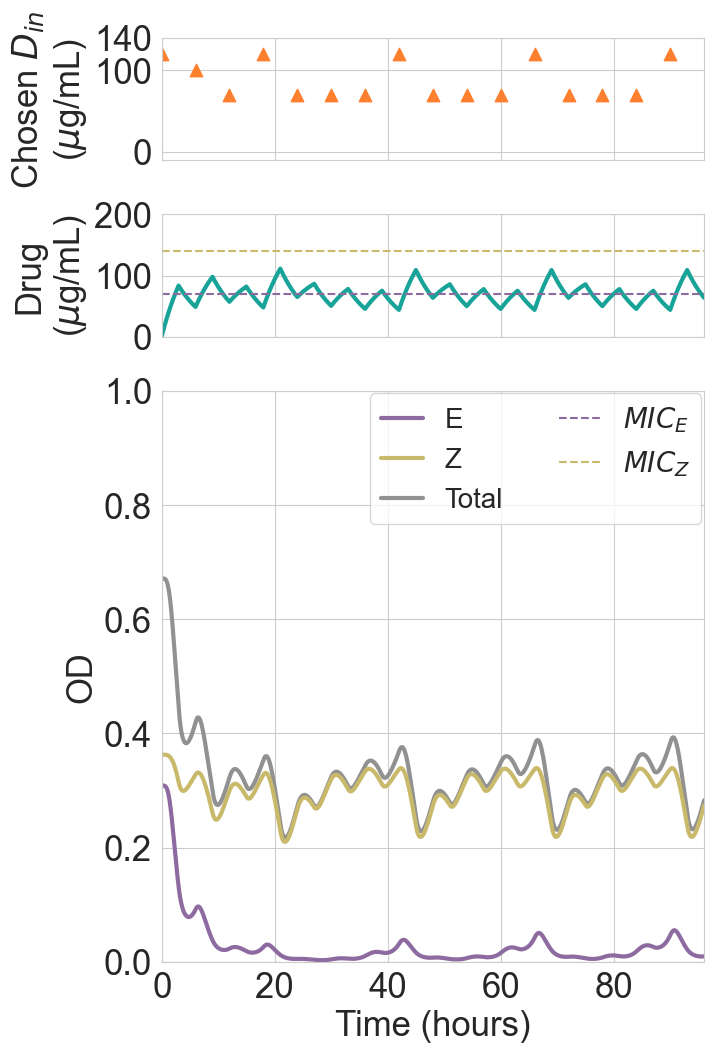 Chosen D_in
(μg/mL)
140
100
0
Drug
(μg/mL)
200
100
0
OD
1.0
0.8
0.6
0.4
0.2
0.0
E
Z
Total
MIC_E
MIC_Z
0 20 40 60 80
Time (hours)